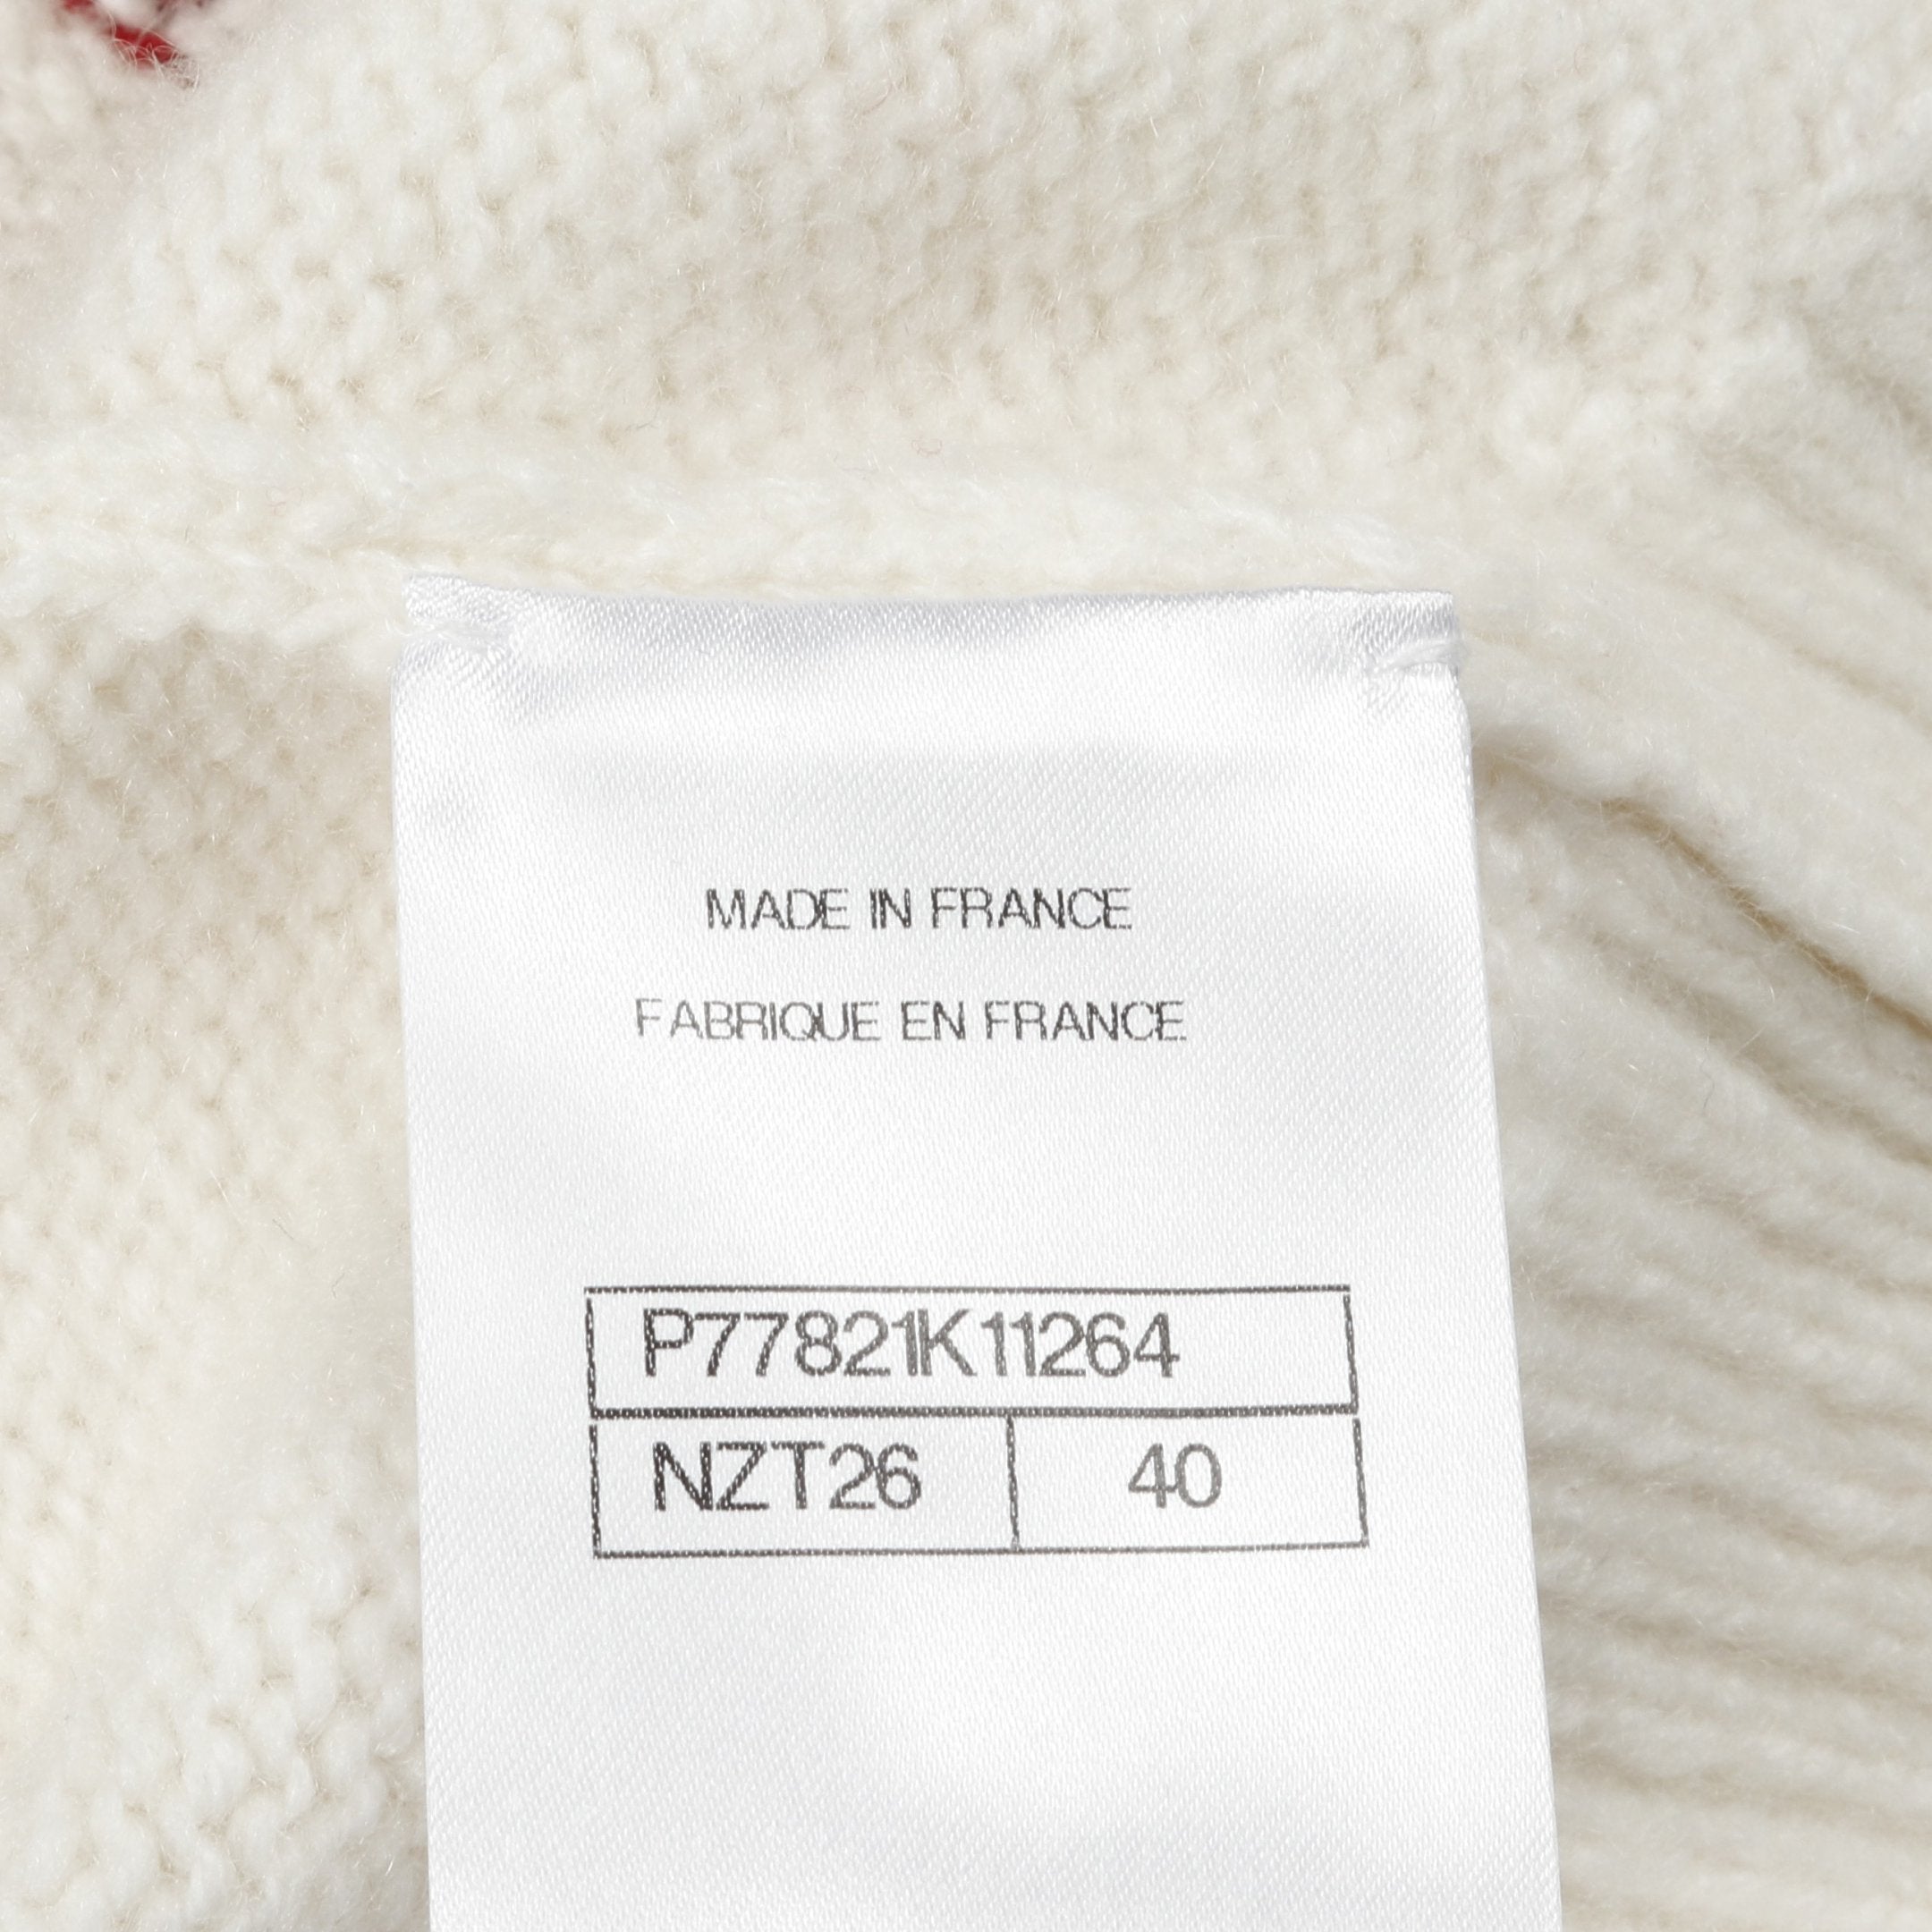 MADE IN FRANCE
FABRIQUE EN FRANCE
P77821K11264
NZT26 40